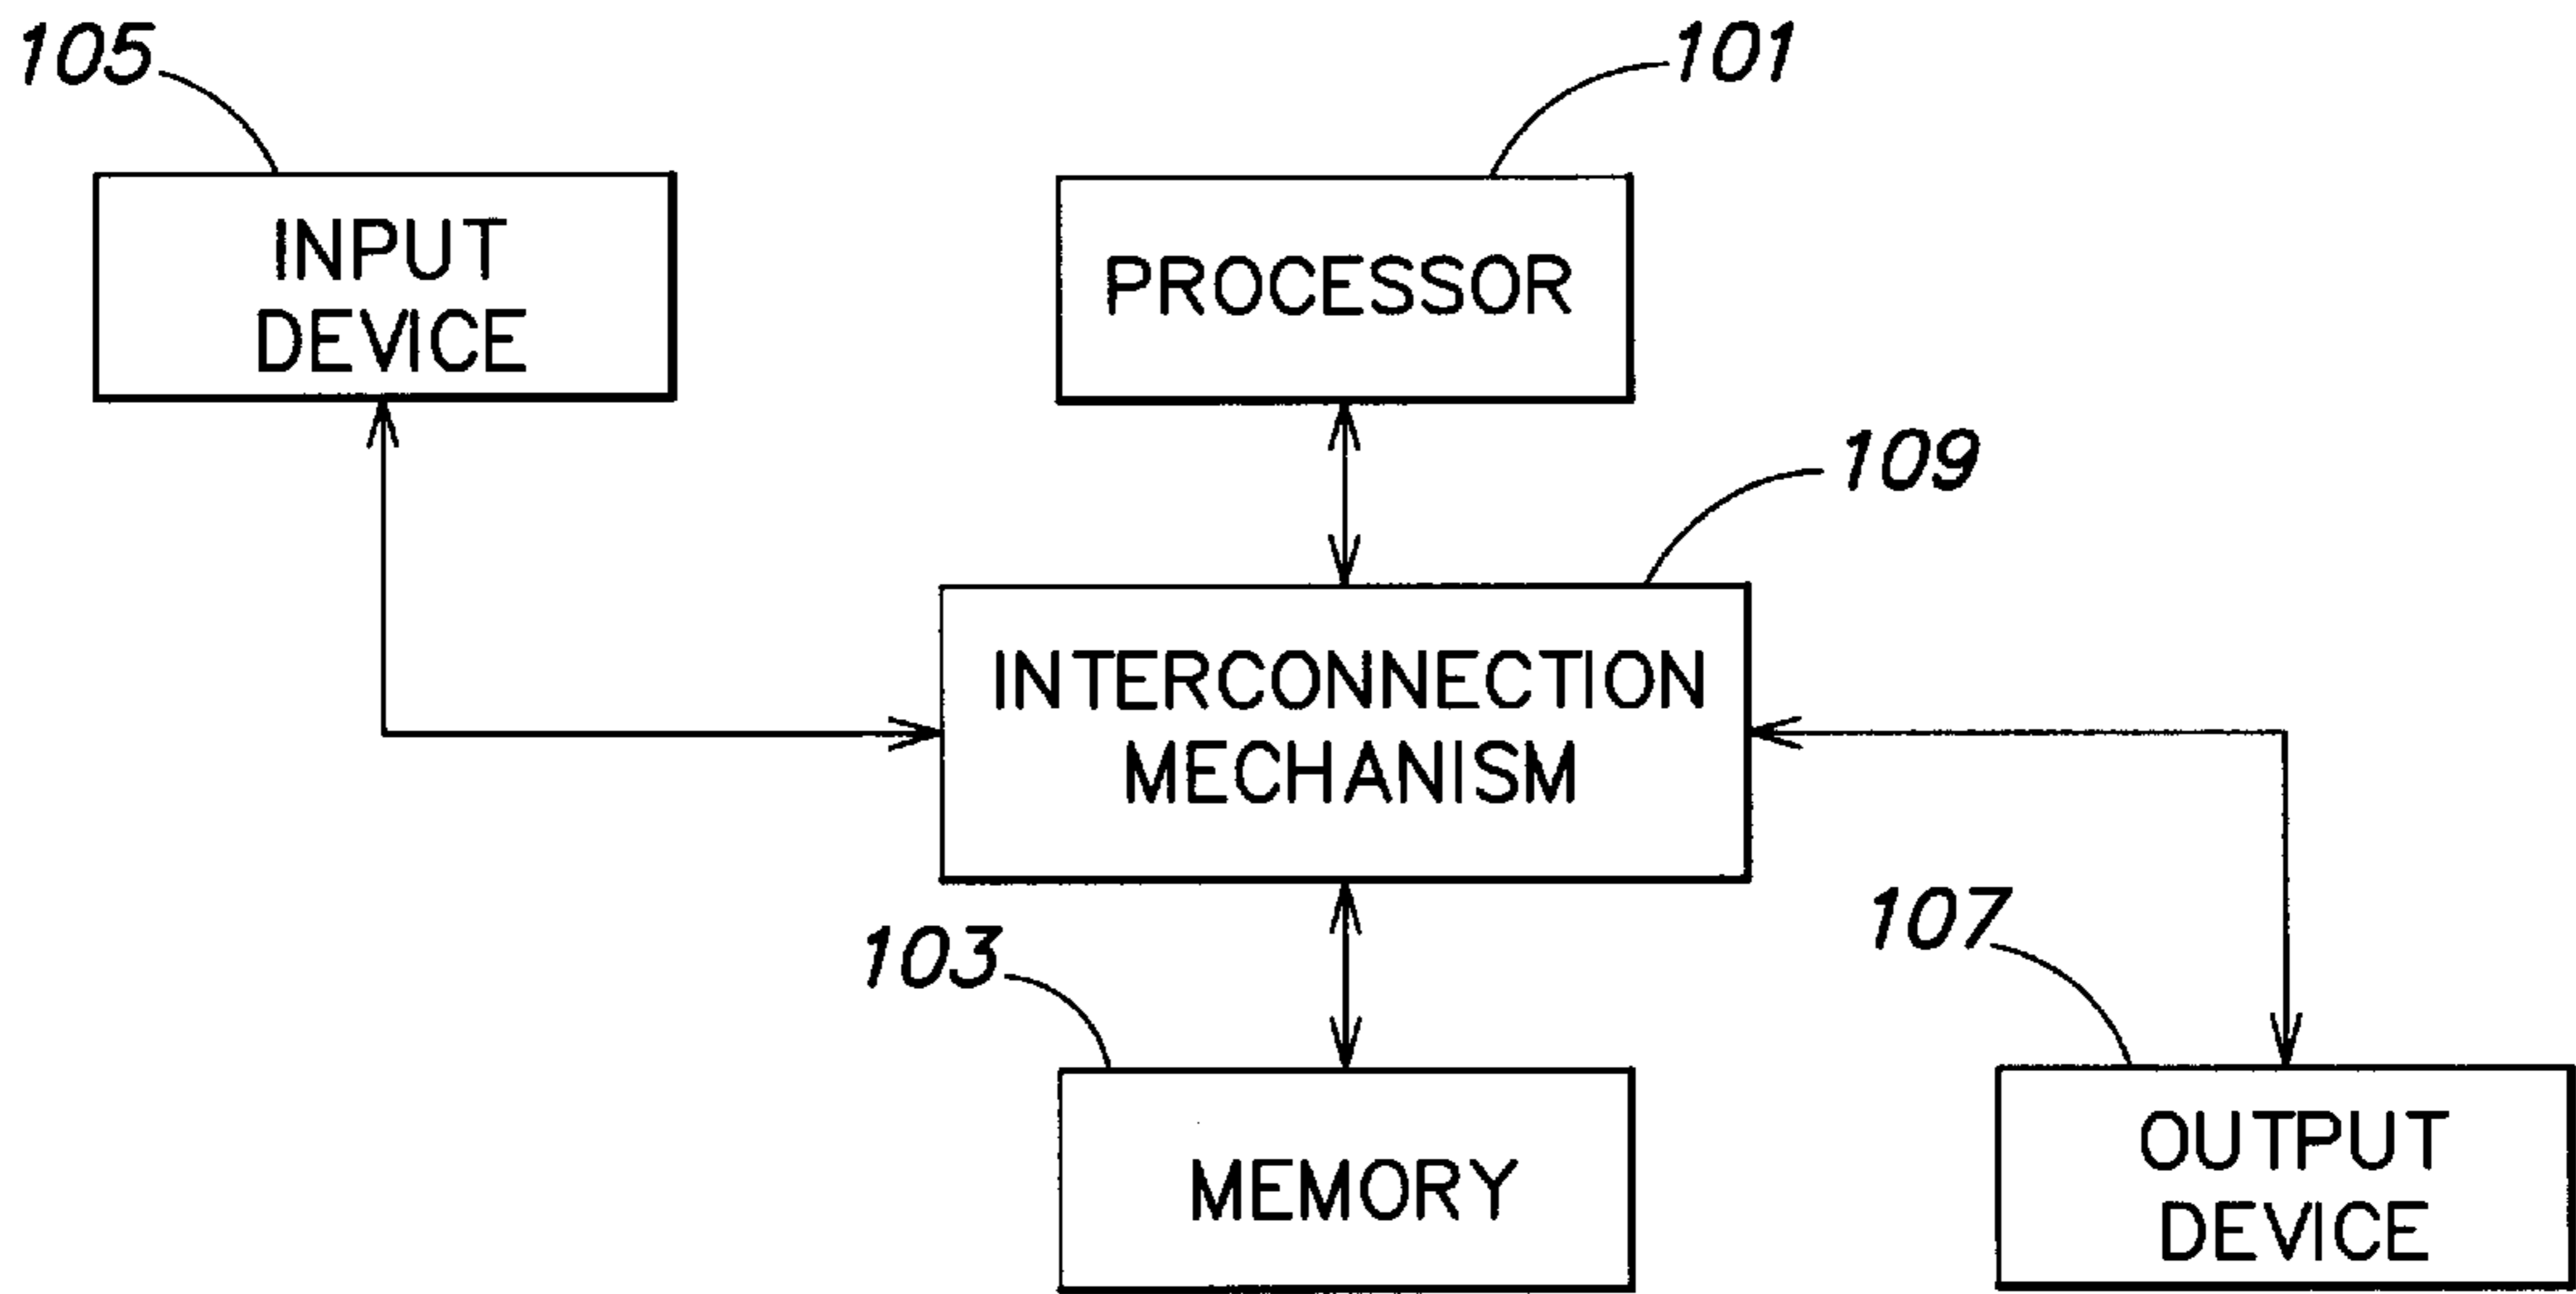 105
101
INPUT
DEVICE
PROCESSOR
109
INTERCONNECTION
MECHANISM
103
107
MEMORY
OUTPUT
DEVICE